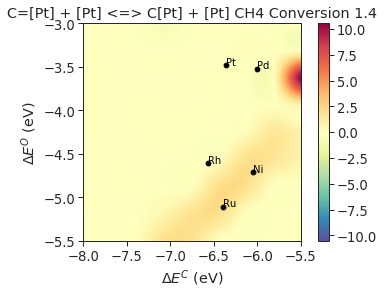 C=[Pt] + [Pt] <=> C[Pt] + [Pt] CH4 Conversion 1.4
−3.0
−3.5
−4.0
−4.5
−5.0
−5.5
ΔE^O (eV)
Pt
Pd
Rh
Ni
Ru
−8.0 −7.5 −7.0 −6.5 −6.0 −5.5
ΔE^C (eV)
10.0
7.5
5.0
2.5
0.0
−2.5
−5.0
−7.5
−10.0